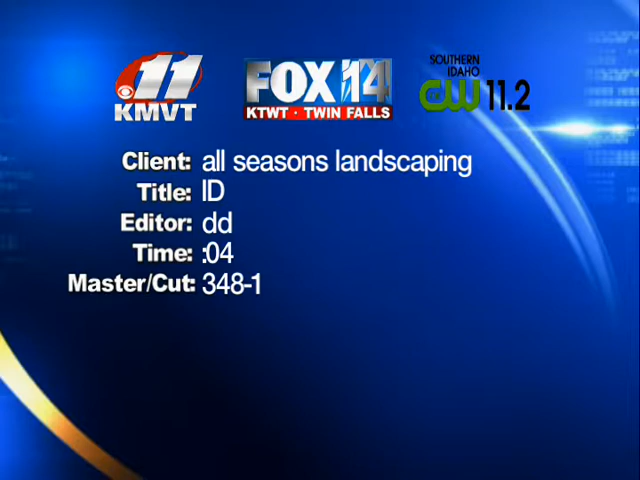 11
KMVT
FOX 14
KTWT · TWIN FALLS
SOUTHERN
IDAHO
CW 11.2
Client: all seasons landscaping
Title: ID
Editor: dd
Time: :04
Master/Cut: 348-1